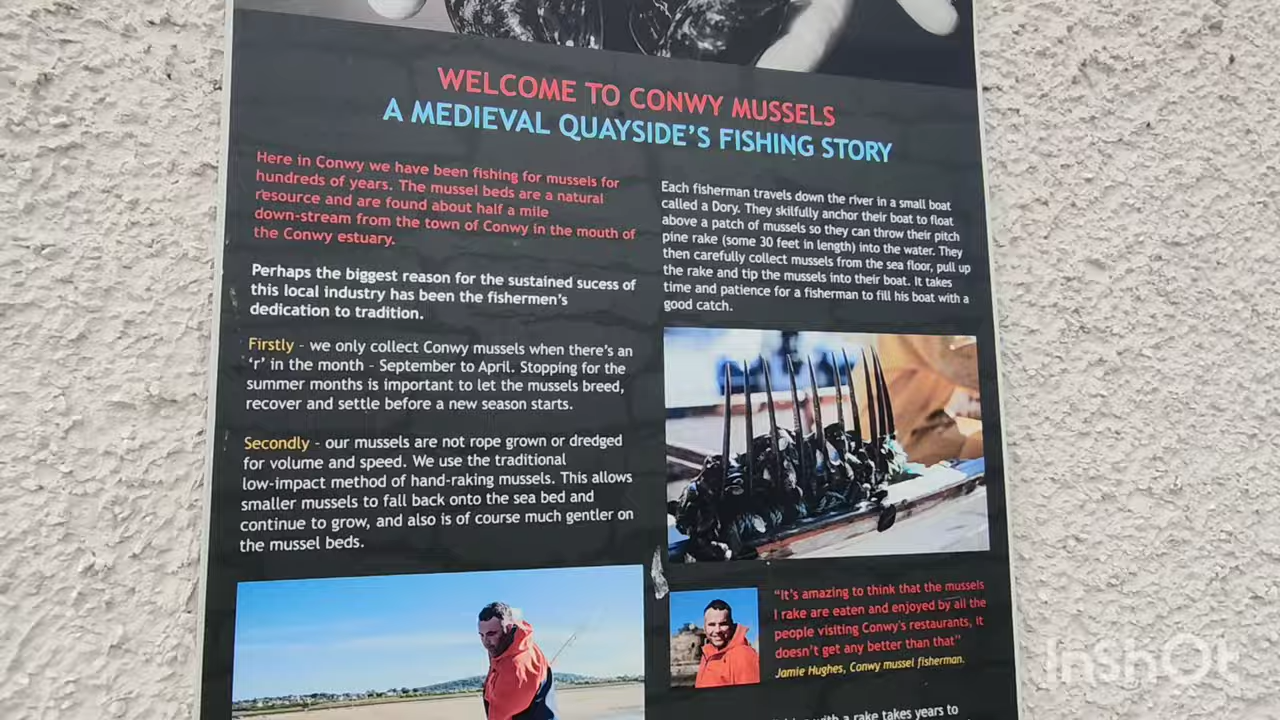 WELCOME TO CONWY MUSSELS
A MEDIEVAL QUAYSIDE'S FISHING STORY
Here in Conwy we have been fishing for mussels for
hundreds of years. The mussel beds are a natural
resource and are found about half a mile
down-stream from the town of Conwy in the mouth of
the Conwy estuary.
Perhaps the biggest reason for the sustained sucess of
this local industry has been the fishermen's
dedication to tradition.
Firstly - we only collect Conwy mussels when there's an
'r' in the month - September to April. Stopping for the
summer months is important to let the mussels breed,
recover and settle before a new season starts.
Secondly - our mussels are not rope grown or dredged
for volume and speed. We use the traditional
low-impact method of hand-raking mussels. This allows
smaller mussels to fall back onto the sea bed and
continue to grow, and also is of course much gentler on
the mussel beds.
Each fisherman travels down the river in a small boat
called a Dory. They skilfully anchor their boat to float
above a patch of mussels so they can throw their pitch
pine rake (some 30 feet in length) into the water. They
then carefully collect mussels from the sea floor, pull up
the rake and tip the mussels into their boat. It takes
time and patience for a fisherman to fill his boat with a
good catch.
"It's amazing to think that the mussels
I rake are eaten and enjoyed by all the
people visiting Conwy's restaurants, it
doesn't get any better than that"
Jamie Hughes, Conwy mussel fisherman.
with a rake takes years to